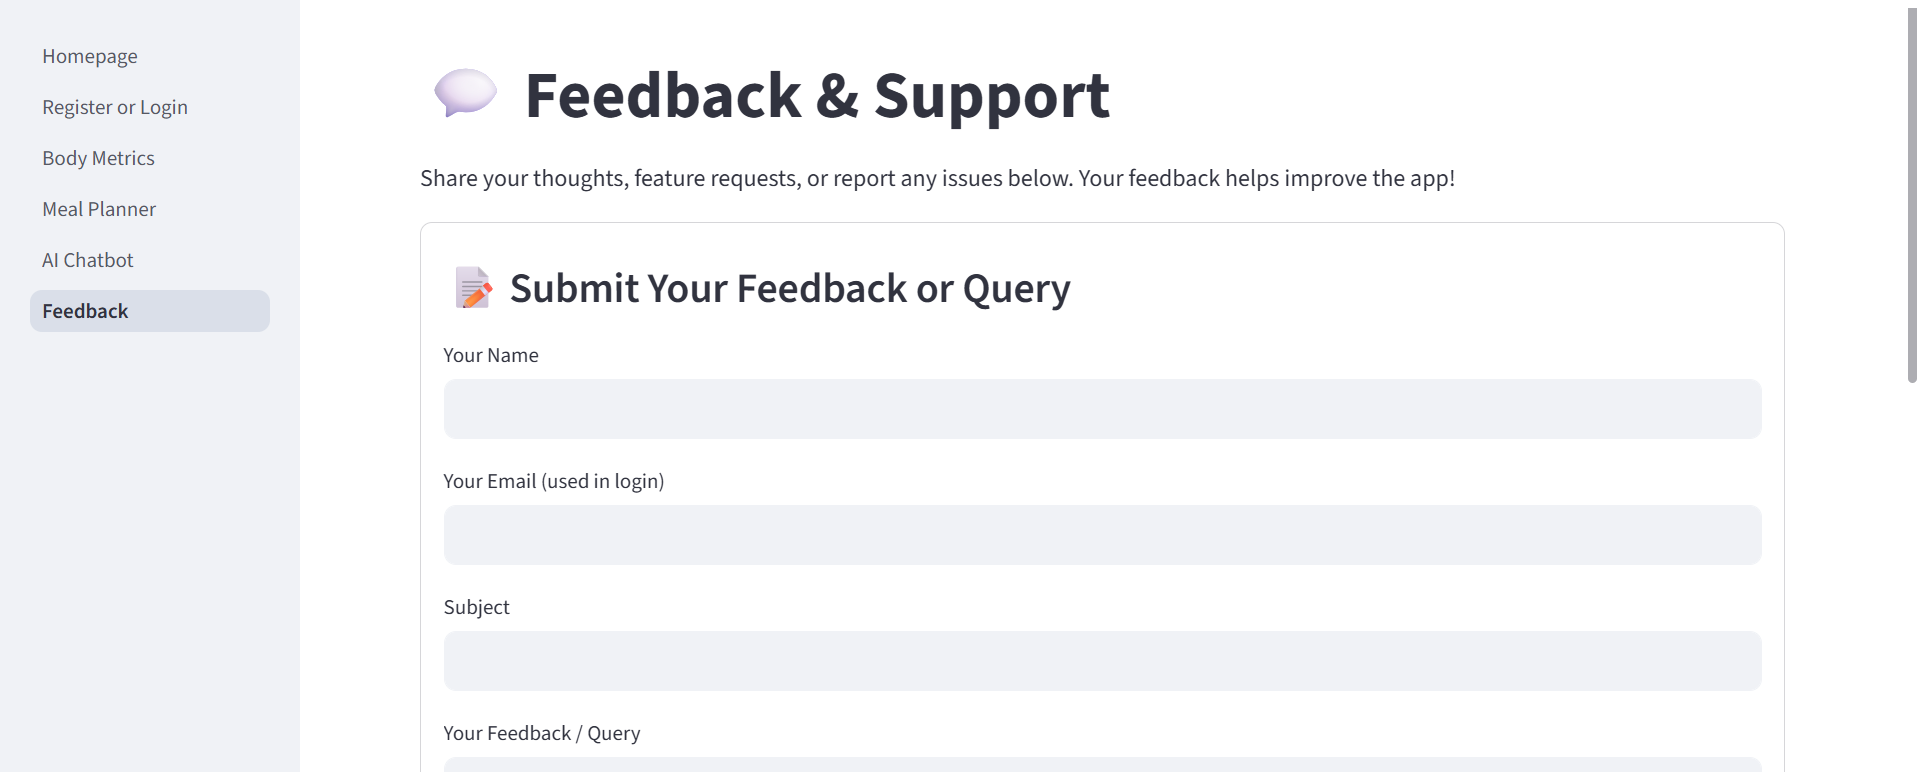 Homepage
Register or Login
Body Metrics
Meal Planner
AI Chatbot
Feedback
Feedback & Support
Share your thoughts, feature requests, or report any issues below. Your feedback helps improve the app!
Submit Your Feedback or Query
Your Name
Your Email (used in login)
Subject
Your Feedback / Query